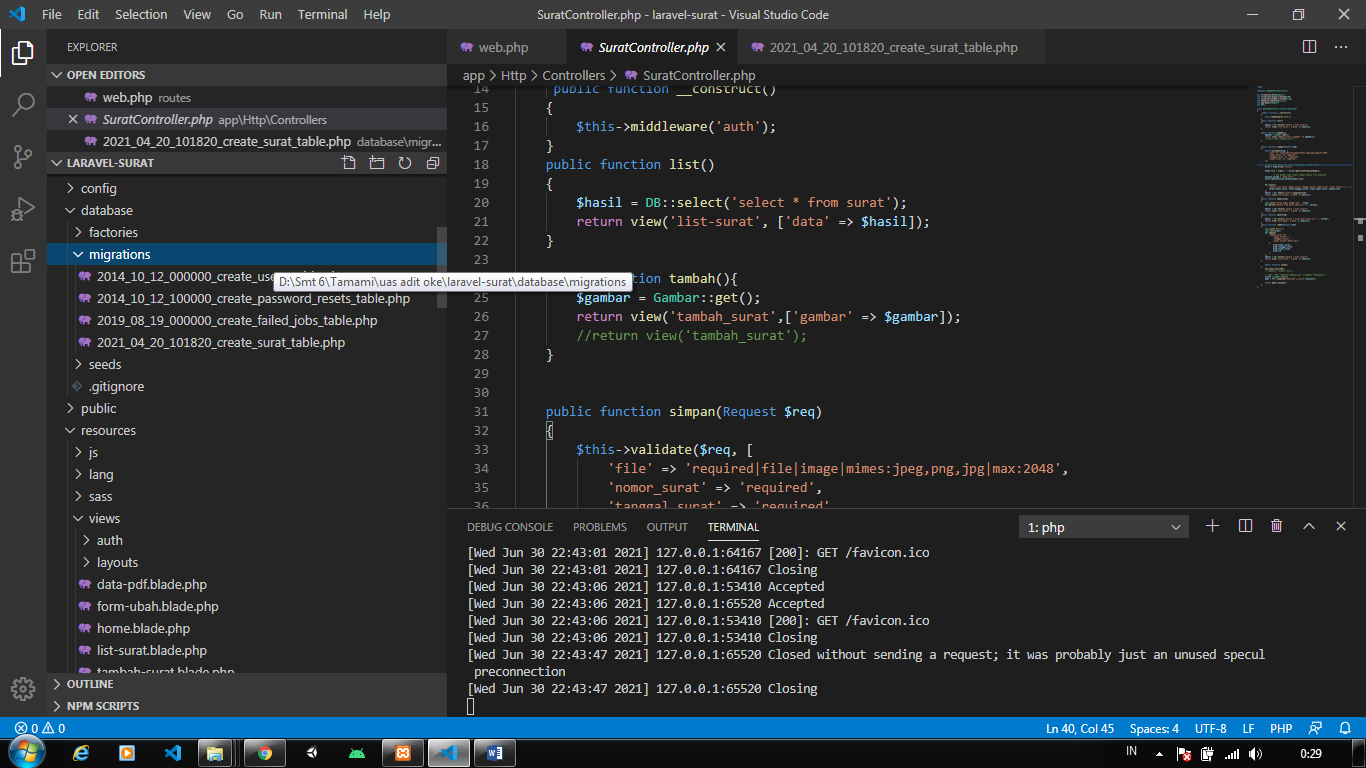 File Edit Selection View Go Run Terminal Help SuratController.php - laravel-surat - Visual Studio Code
EXPLORER
OPEN EDITORS
web.php routes
SuratController.php app\Http\Controllers
2021_04_20_101820_create_surat_table.php database\migr...
LARAVEL-SURAT
config
database
factories
migrations
2014_10_12_000000_create_use
D:\Smt 6\Tamami\uas adit oke\laravel-surat\database\migrations
2014_10_12_100000_create_password_resets_table.php
2019_08_19_000000_create_failed_jobs_table.php
2021_04_20_101820_create_surat_table.php
seeds
.gitignore
public
resources
js
lang
sass
views
auth
layouts
data-pdf.blade.php
form-ubah.blade.php
home.blade.php
list-surat.blade.php
tambah-surat.blade.php
OUTLINE
NPM SCRIPTS
web.php SuratController.php 2021_04_20_101820_create_surat_table.php
app > Http > Controllers > SuratController.php
14 public function __construct()
15 {
16 $this->middleware('auth');
17 }
18 public function list()
19 {
20 $hasil = DB::select('select * from surat');
21 return view('list-surat', ['data' => $hasil]);
22 }
23
tion tambah(){
25 $gambar = Gambar::get();
26 return view('tambah_surat',['gambar' => $gambar]);
27 //return view('tambah_surat');
28 }
29
30
31 public function simpan(Request $req)
32 {
33 $this->validate($req, [
34 'file' => 'required|file|image|mimes:jpeg,png,jpg|max:2048',
35 'nomor_surat' => 'required',
36 'tanggal_surat' => 'required'
DEBUG CONSOLE PROBLEMS OUTPUT TERMINAL 1: php
[Wed Jun 30 22:43:01 2021] 127.0.0.1:64167 [200]: GET /favicon.ico
[Wed Jun 30 22:43:01 2021] 127.0.0.1:64167 Closing
[Wed Jun 30 22:43:06 2021] 127.0.0.1:53410 Accepted
[Wed Jun 30 22:43:06 2021] 127.0.0.1:65520 Accepted
[Wed Jun 30 22:43:06 2021] 127.0.0.1:53410 [200]: GET /favicon.ico
[Wed Jun 30 22:43:06 2021] 127.0.0.1:53410 Closing
[Wed Jun 30 22:43:47 2021] 127.0.0.1:65520 Closed without sending a request; it was probably just an unused specul
preconnection
[Wed Jun 30 22:43:47 2021] 127.0.0.1:65520 Closing
0 0 Ln 40, Col 45 Spaces: 4 UTF-8 LF PHP
IN 0:29